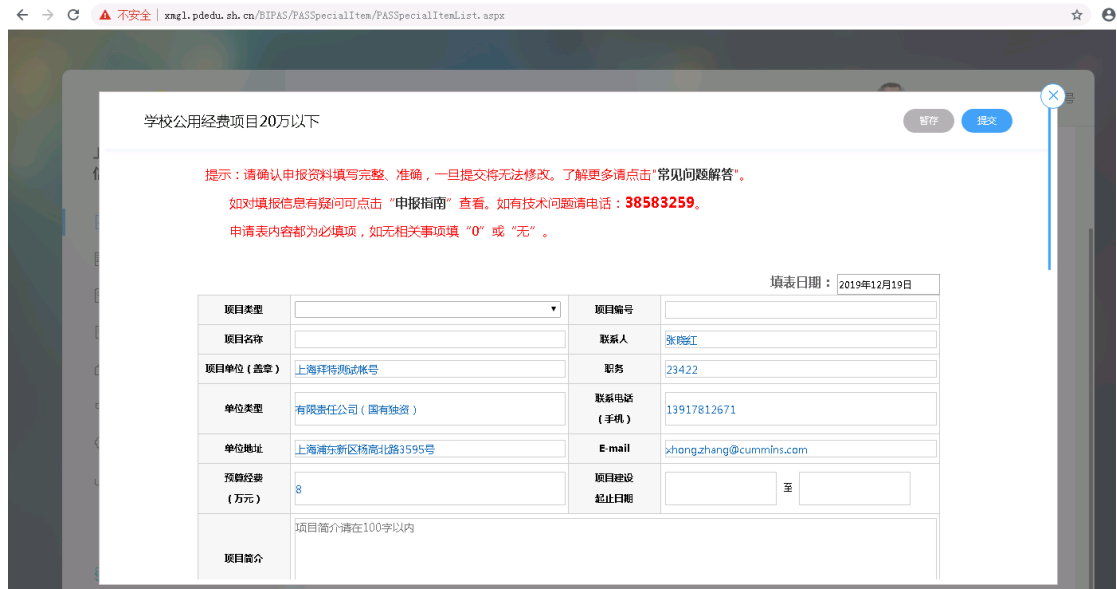 不安全 xmgl.pdedu.sh.cn/BIPAS/PASSpecialItem/PASSpecialItemList.aspx
学校公用经费项目20万以下
暂存
提交
提示：请确认申报资料填写完整、准确，一旦提交将无法修改。了解更多请点击"常见问题解答"。
如对填报信息有疑问可点击“申报指南”查看。如有技术问题请电话：38583259。
申请表内容都为必填项，如无相关事项填“0”或“无”。
填表日期： 2019年12月19日
项目类型 项目编号
项目名称 联系人 张晓红
项目单位（盖章） 上海拜特测试帐号 职务 23422
单位类型 有限责任公司（国有独资） 联系电话（手机） 13917812671
单位地址 上海浦东新区杨高北路3595号 E-mail xhong.zhang@cummins.com
预算经费（万元） 8 项目建设起止日期 至
项目简介 项目简介请在100字以内